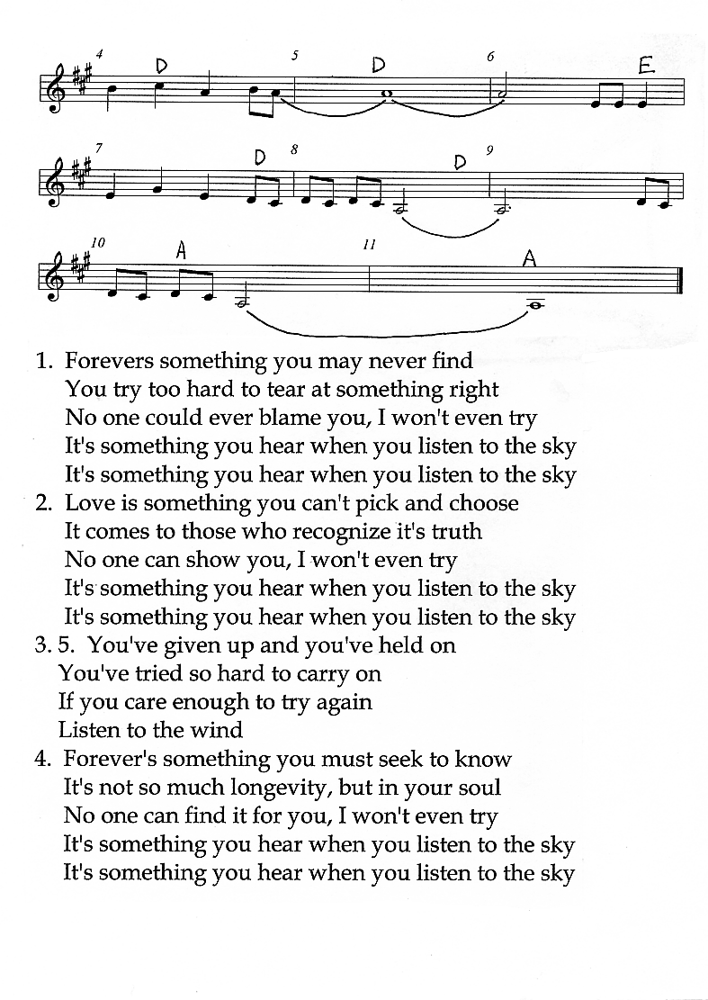 4 D 5 D 6 E
7 D 8 D 9
10 A 11 A
1. Forevers something you may never find
You try too hard to tear at something right
No one could ever blame you, I won't even try
It's something you hear when you listen to the sky
It's something you hear when you listen to the sky
2. Love is something you can't pick and choose
It comes to those who recognize it's truth
No one can show you, I won't even try
It's something you hear when you listen to the sky
It's something you hear when you listen to the sky
3. 5. You've given up and you've held on
You've tried so hard to carry on
If you care enough to try again
Listen to the wind
4. Forever's something you must seek to know
It's not so much longevity, but in your soul
No one can find it for you, I won't even try
It's something you hear when you listen to the sky
It's something you hear when you listen to the sky